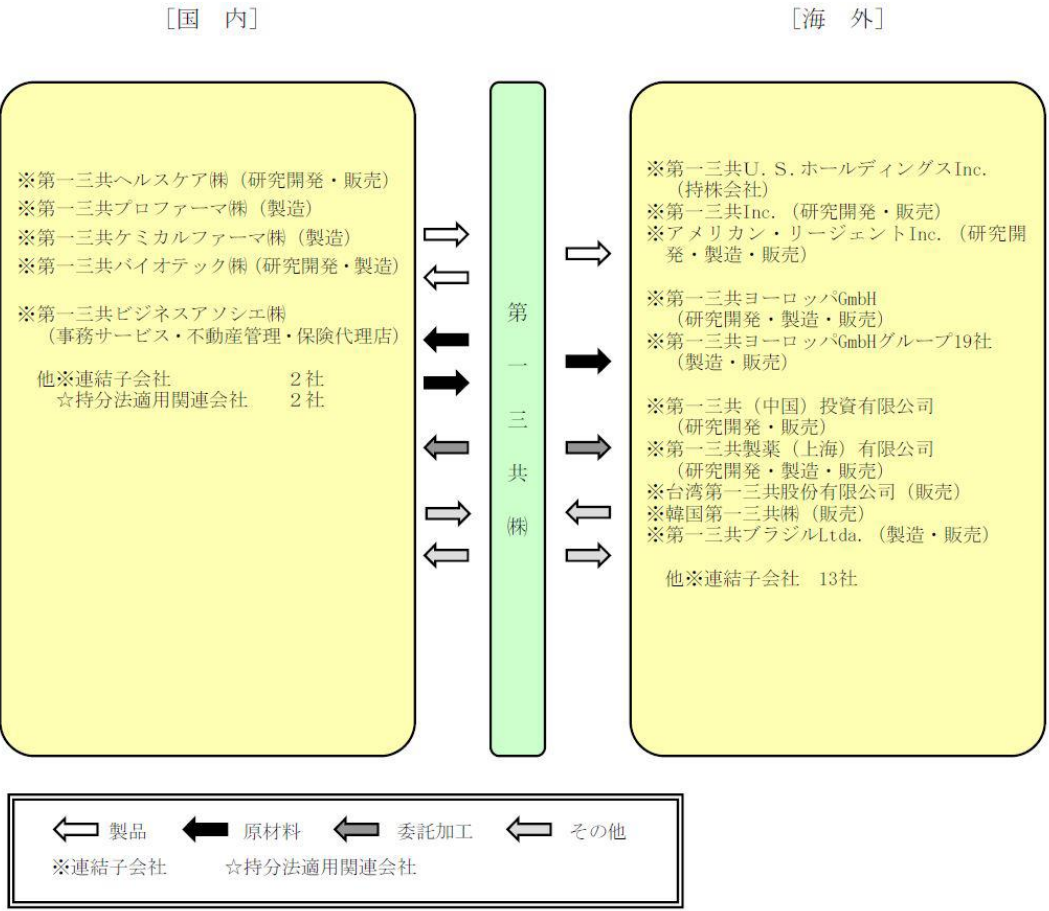 [国　内]
[海　外]
※第一三共ヘルスケア㈱（研究開発・販売）
※第一三共プロファーマ㈱（製造）
※第一三共ケミカルファーマ㈱（製造）
※第一三共バイオテック㈱（研究開発・製造）
※第一三共ビジネスアソシエ㈱
（事務サービス・不動産管理・保険代理店）
他※連結子会社　２社
☆持分法適用関連会社　２社
第一三共㈱
※第一三共Ｕ．Ｓ．ホールディングスInc.
（持株会社）
※第一三共Inc.（研究開発・販売）
※アメリカン・リージェントInc.（研究開
発・製造・販売）
※第一三共ヨーロッパGmbH
（研究開発・製造・販売）
※第一三共ヨーロッパGmbHグループ19社
（製造・販売）
※第一三共（中国）投資有限公司
（研究開発・販売）
※第一三共製薬（上海）有限公司
（研究開発・製造・販売）
※台湾第一三共股份有限公司（販売）
※韓国第一三共㈱（販売）
※第一三共ブラジルLtda.（製造・販売）
他※連結子会社　13社
製品　原材料　委託加工　その他
※連結子会社　☆持分法適用関連会社